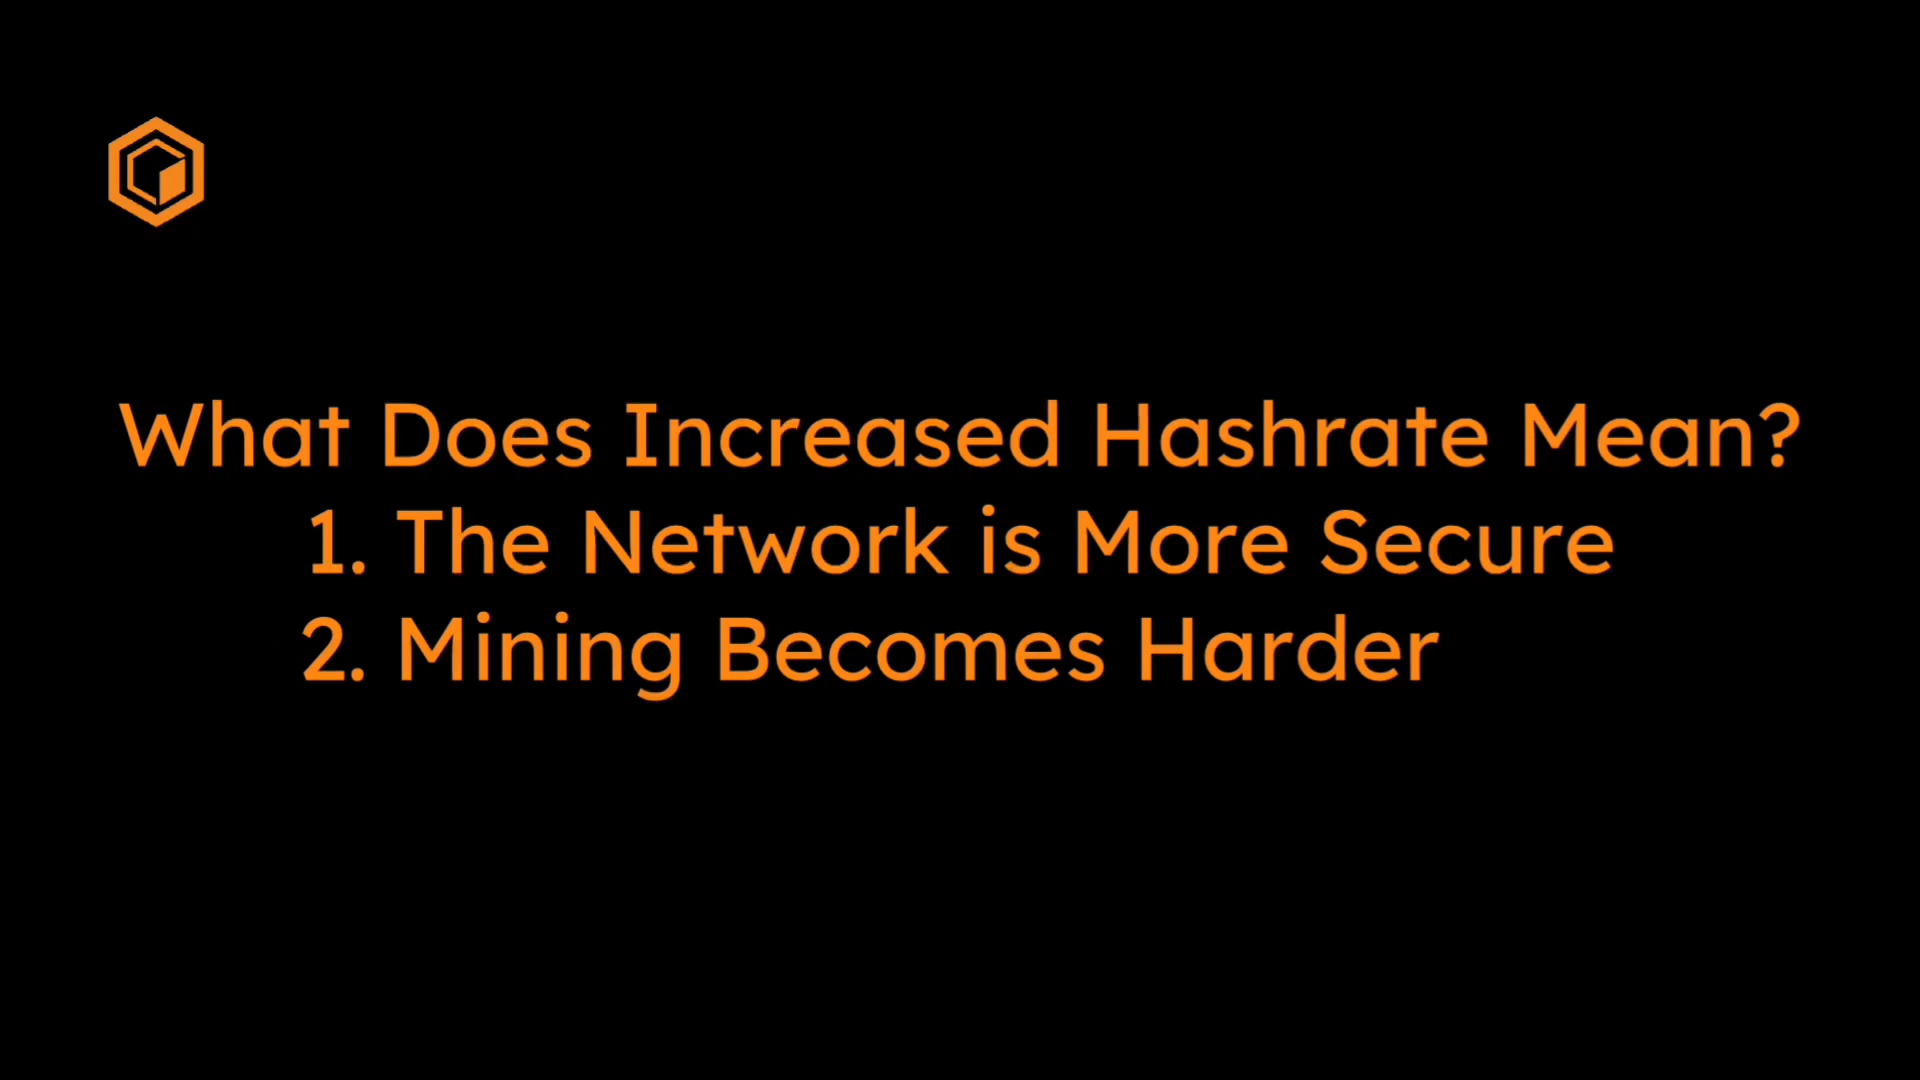 What Does Increased Hashrate Mean?
1. The Network is More Secure
2. Mining Becomes Harder